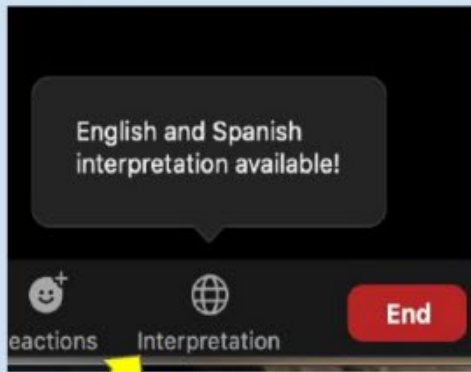 English and Spanish
interpretation available!
eactions Interpretation End